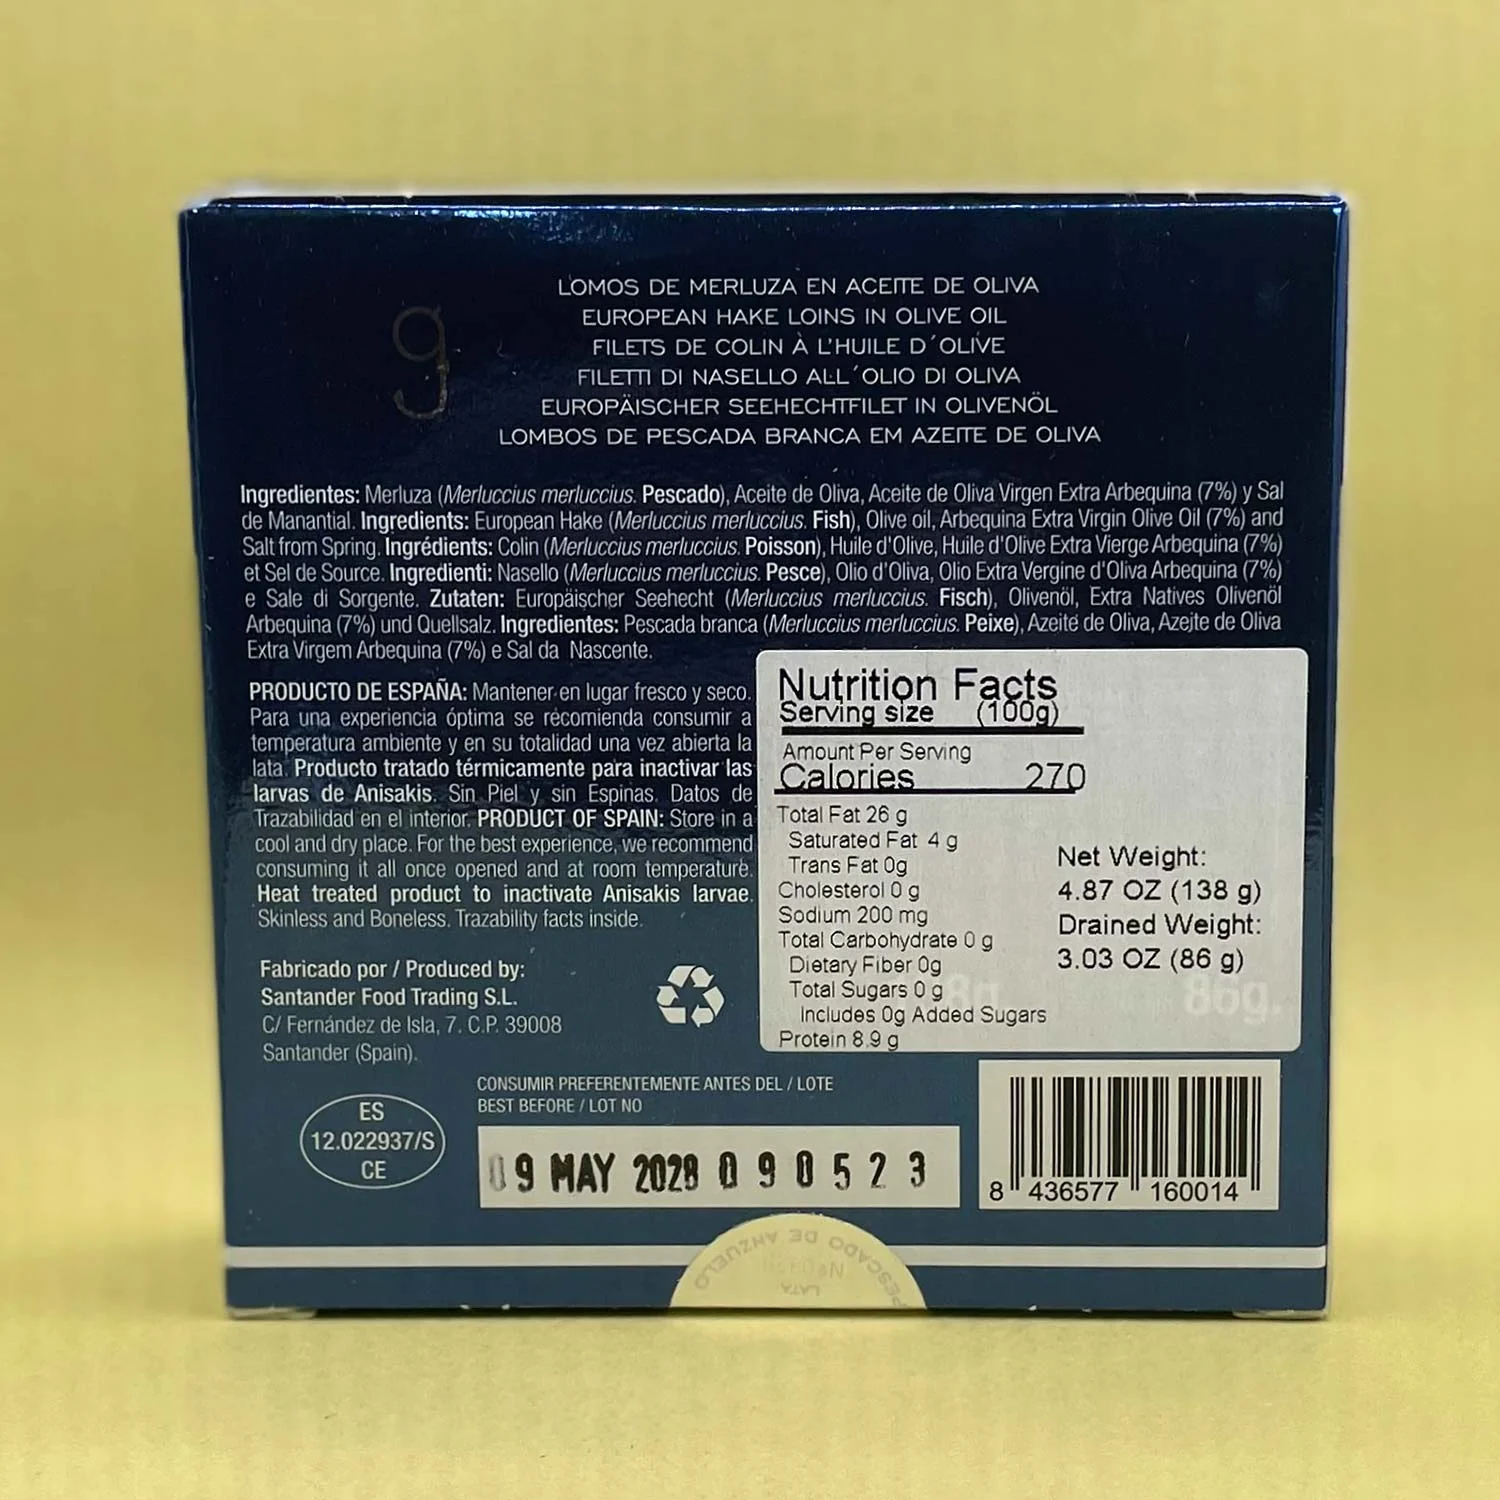 LOMOS DE MERLUZA EN ACEITE DE OLIVA
EUROPEAN HAKE LOINS IN OLIVE OIL
FILETS DE COLIN À L'HUILE D´OLIVE
FILETTI DI NASELLO ALL´OLIO DI OLIVA
EUROPÄISCHER SEEHECHTFILET IN OLIVENÖL
LOMBOS DE PESCADA BRANCA EM AZEITE DE OLIVA
9
Ingredientes: Merluza (Merluccius merluccius. Pescado), Aceite de Oliva, Aceite de Oliva Virgen Extra Arbequina (7%) y Sal
de Manantial. Ingredients: European Hake (Merluccius merluccius. Fish), Olive oil, Arbequina Extra Virgin Olive Oil (7%) and
Salt from Spring. Ingrédients: Colin (Merluccius merluccius. Poisson), Huile d'Olive, Huile d'Olive Extra Vierge Arbequina (7%)
et Sel de Source. Ingredienti: Nasello (Merluccius merluccius. Pesce), Olio d'Oliva, Olio Extra Vergine d'Oliva Arbequina (7%)
e Sale di Sorgente. Zutaten: Europäischer Seehecht (Merluccius merluccius. Fisch), Olivenöl, Extra Natives Olivenöl
Arbequina (7%) und Quellsalz. Ingredientes: Pescada branca (Merluccius merluccius. Peixe), Azeite de Oliva, Azejte de Oliva
Extra Virgem Arbequina (7%) e Sal da Nascente.
PRODUCTO DE ESPAÑA: Mantener en lugar fresco y seco.
Para una experiencia óptima se recomienda consumir a
temperatura ambiente y en su totalidad una vez abierta la
lata. Producto tratado térmicamente para inactivar las
larvas de Anisakis. Sin Piel y sin Espinas. Datos de
Trazabilidad en el interior. PRODUCT OF SPAIN: Store in a
cool and dry place. For the best experience, we recommend
consuming it all once opened and at room temperature.
Heat treated product to inactivate Anisakis larvae.
Skinless and Boneless. Trazability facts inside.
Nutrition Facts
Serving size (100g)
Amount Per Serving
Calories 270
Total Fat 26 g
Saturated Fat 4 g
Trans Fat 0g
Cholesterol 0 g
Sodium 200 mg
Total Carbohydrate 0 g
Dietary Fiber 0g
Total Sugars 0 g
Includes 0g Added Sugars
Protein 8,9 g
Net Weight:
4.87 OZ (138 g)
Drained Weight:
3.03 OZ (86 g)
8g.
86g.
Fabricado por / Produced by:
Santander Food Trading S.L.
C/ Fernández de Isla, 7. C.P. 39008
Santander (Spain).
ES
12.022937/S
CE
CONSUMIR PREFERENTEMENTE ANTES DEL / LOTE
BEST BEFORE / LOT NO
09 MAY 2028 090523
8 436577 160014
PESCADO DE ANZUELO
LATA